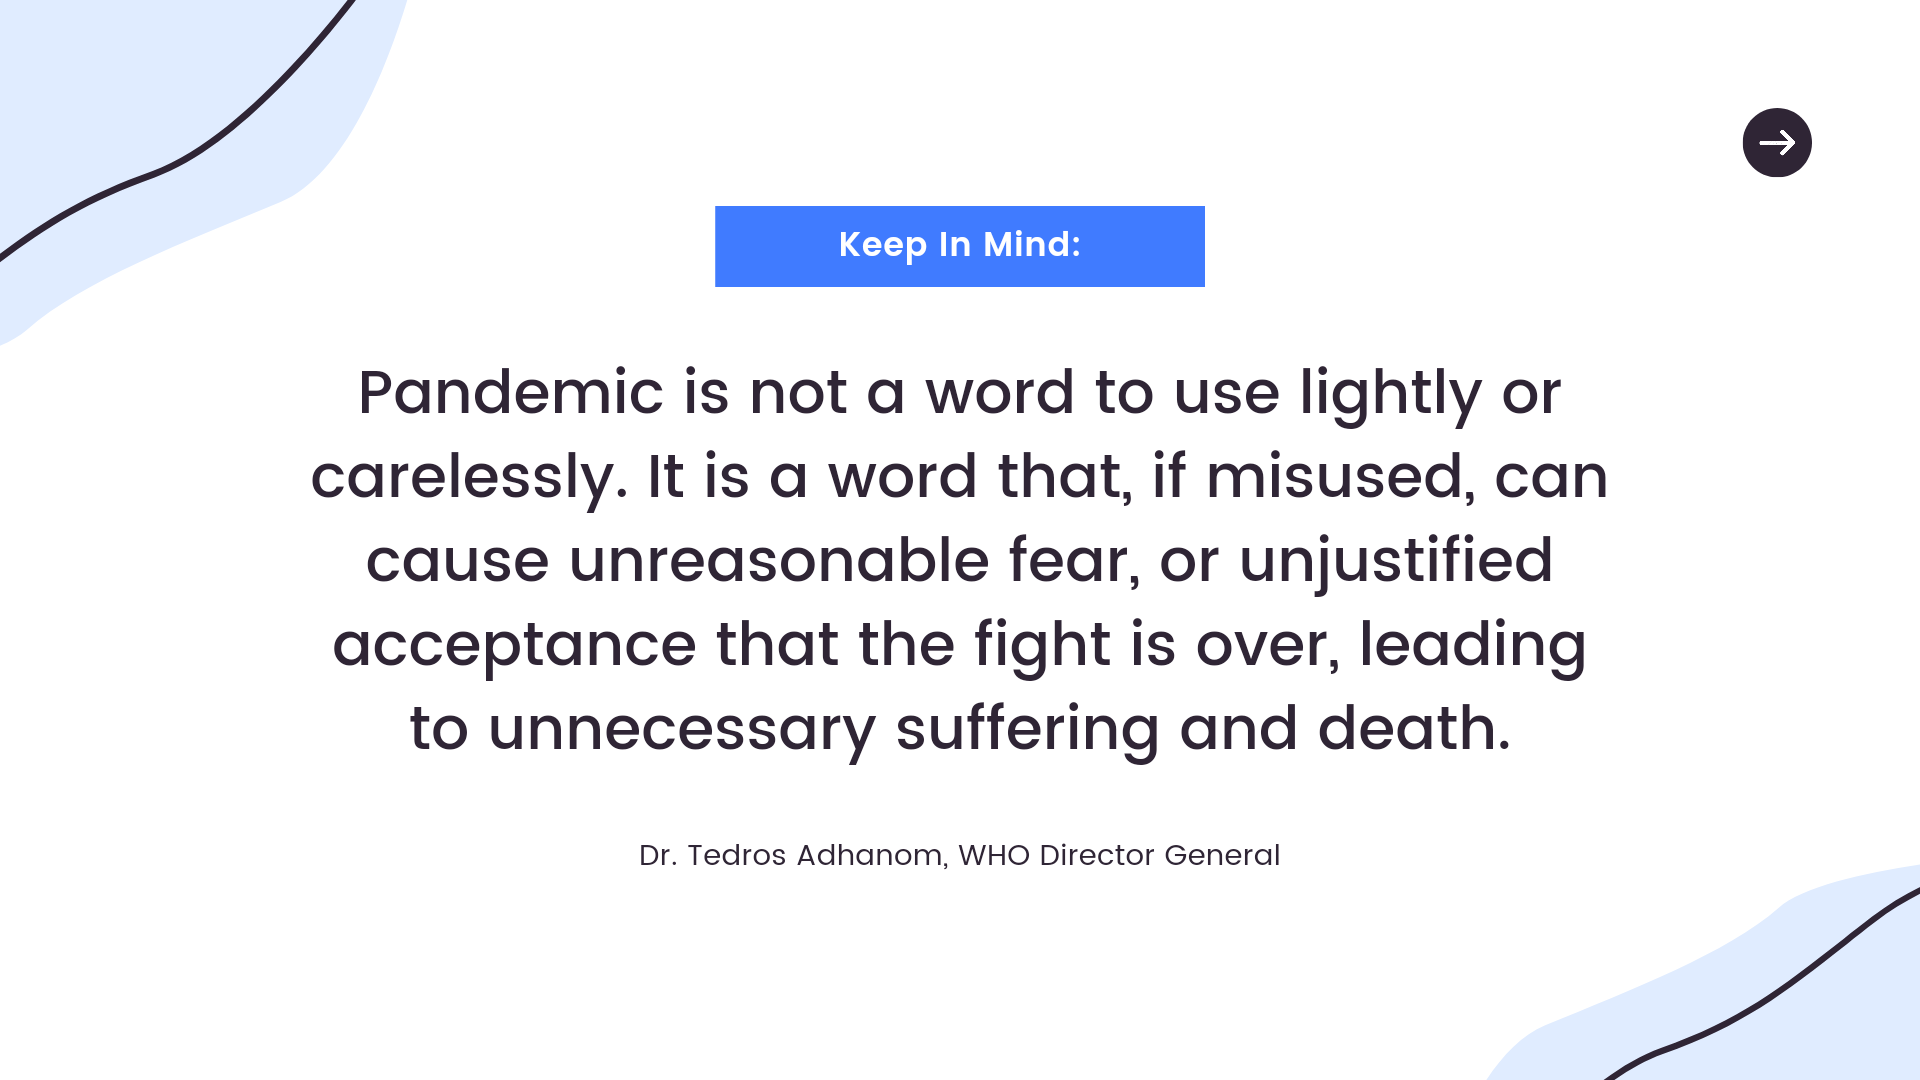 Keep In Mind:
Pandemic is not a word to use lightly or
carelessly. It is a word that, if misused, can
cause unreasonable fear, or unjustified
acceptance that the fight is over, leading
to unnecessary suffering and death.
Dr. Tedros Adhanom, WHO Director General